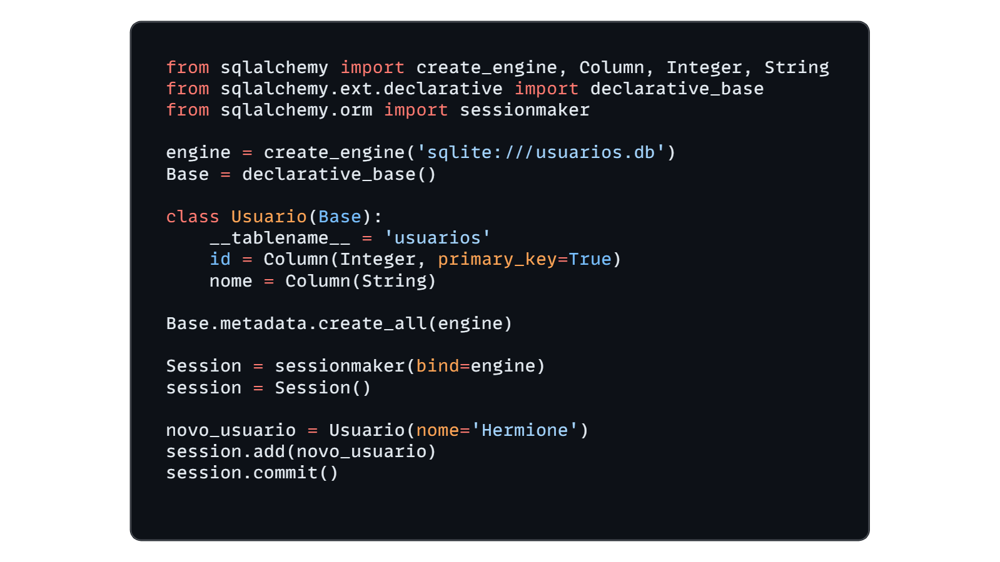 from sqlalchemy import create_engine, Column, Integer, String
from sqlalchemy.ext.declarative import declarative_base
from sqlalchemy.orm import sessionmaker

engine = create_engine('sqlite:///usuarios.db')
Base = declarative_base()

class Usuario(Base):
    __tablename__ = 'usuarios'
    id = Column(Integer, primary_key=True)
    nome = Column(String)

Base.metadata.create_all(engine)

Session = sessionmaker(bind=engine)
session = Session()

novo_usuario = Usuario(nome='Hermione')
session.add(novo_usuario)
session.commit()